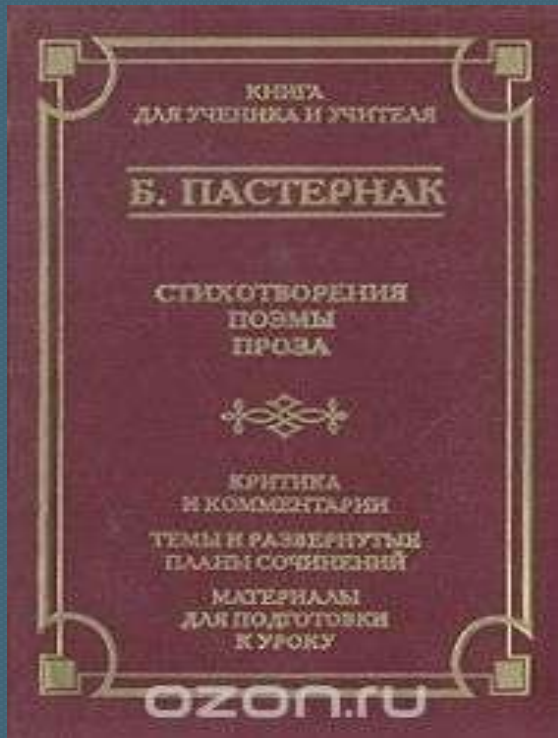 КНИГА
ДЛЯ УЧЕНИКА И УЧИТЕЛЯ
Б. ПАСТЕРНАК
СТИХОТВОРЕНИЯ
ПОЭМЫ
ПРОЗА
КРИТИКА
И КОММЕНТАРИИ
ТЕМЫ И РАЗВЕРНУТЫЕ
ПЛАНЫ СОЧИНЕНИЙ
МАТЕРИАЛЫ
ДЛЯ ПОДГОТОВКИ
К УРОКУ
ozon.ru